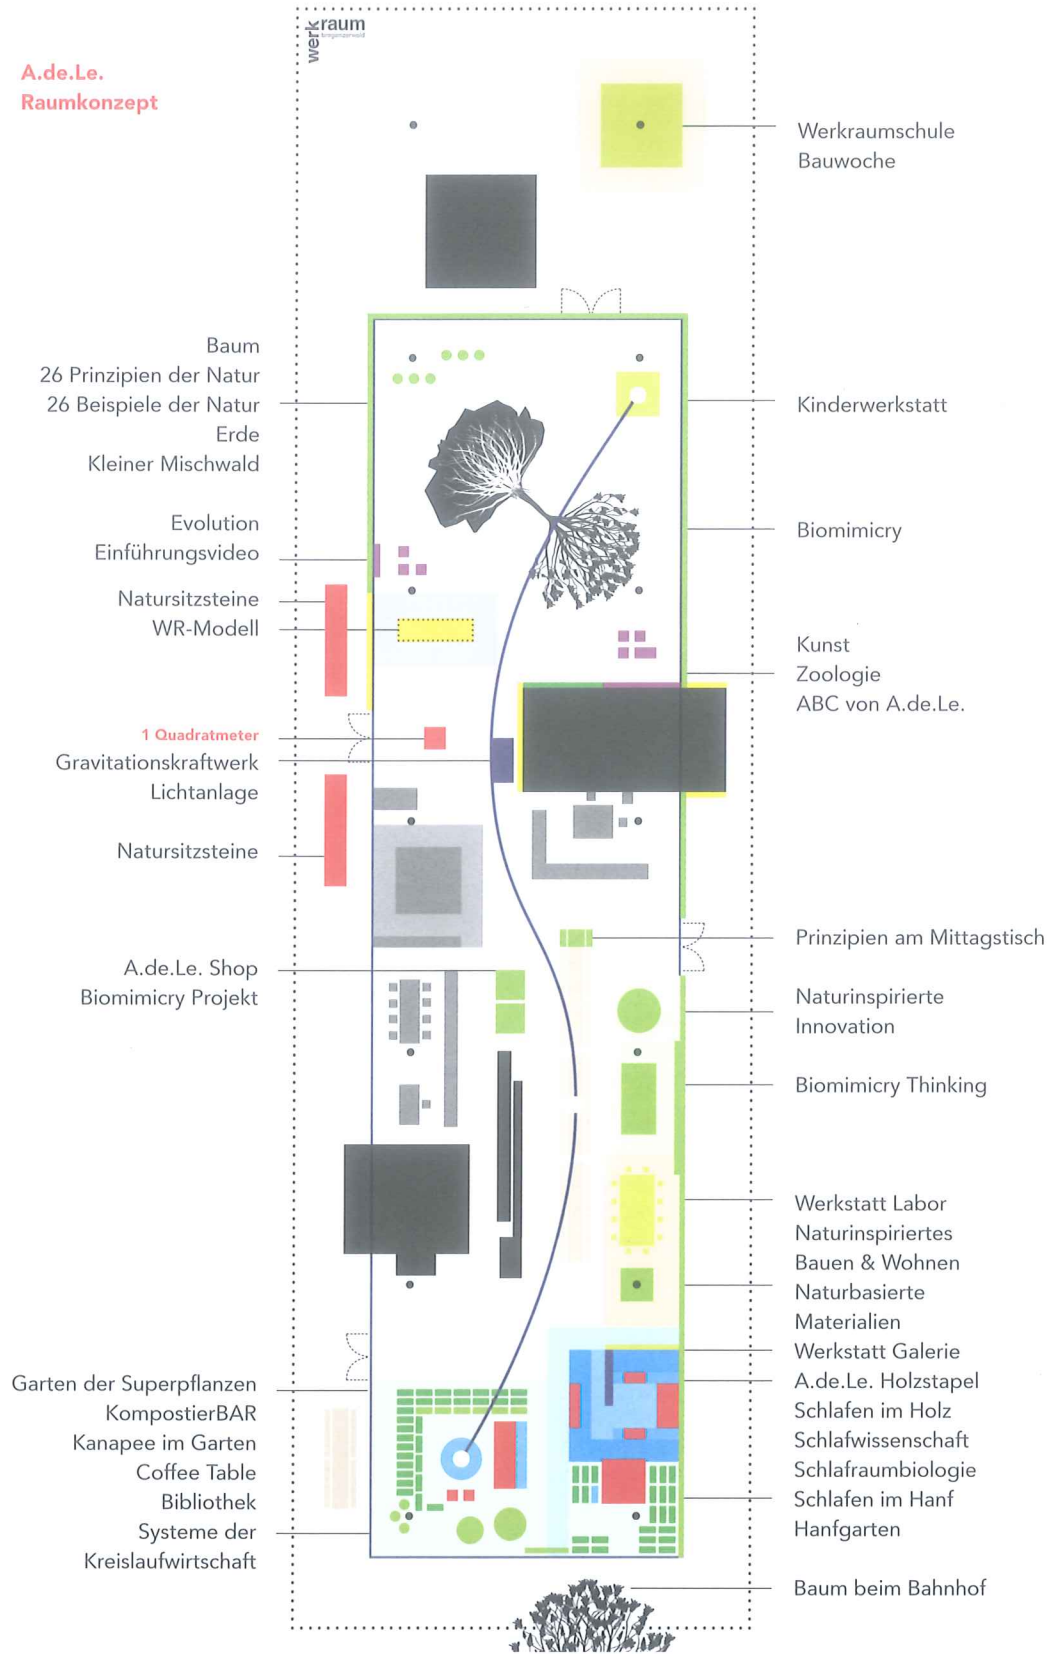 werkraum
bregenzerwald
A.de.Le.
Raumkonzept
Werkraumschule
Bauwoche
Baum
26 Prinzipien der Natur
26 Beispiele der Natur
Erde
Kleiner Mischwald
Kinderwerkstatt
Evolution
Einführungsvideo
Biomimicry
Natursitzsteine
WR-Modell
Kunst
Zoologie
ABC von A.de.Le.
1 Quadratmeter
Gravitationskraftwerk
Lichtanlage
Natursitzsteine
Prinzipien am Mittagstisch
A.de.Le. Shop
Biomimicry Projekt
Naturinspirierte
Innovation
Biomimicry Thinking
Werkstatt Labor
Naturinspiriertes
Bauen & Wohnen
Naturbasierte
Materialien
Werkstatt Galerie
A.de.Le. Holzstapel
Schlafen im Holz
Schlafwissenschaft
Schlafraumbiologie
Schlafen im Hanf
Hanfgarten
Garten der Superpflanzen
KompostierBAR
Kanapee im Garten
Coffee Table
Bibliothek
Systeme der
Kreislaufwirtschaft
Baum beim Bahnhof